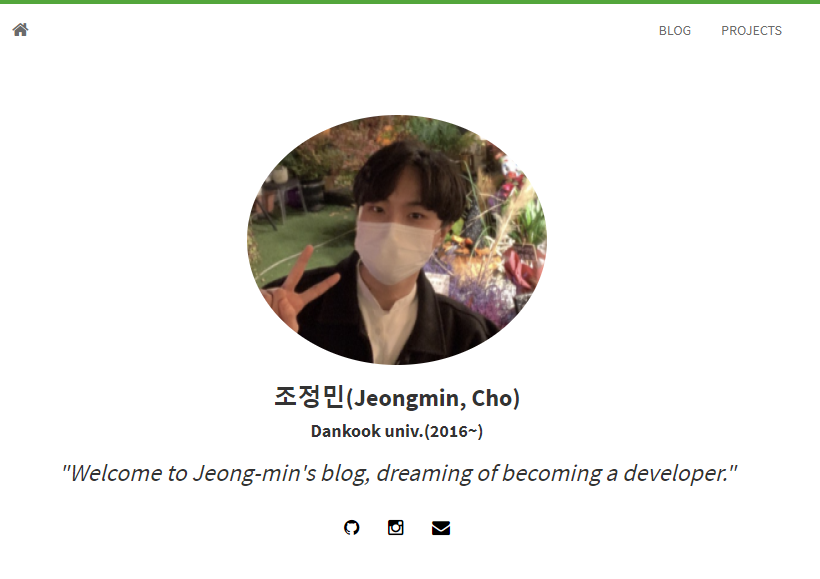 BLOG PROJECTS
조정민(Jeongmin, Cho)
Dankook univ.(2016~)
"Welcome to Jeong-min's blog, dreaming of becoming a developer."